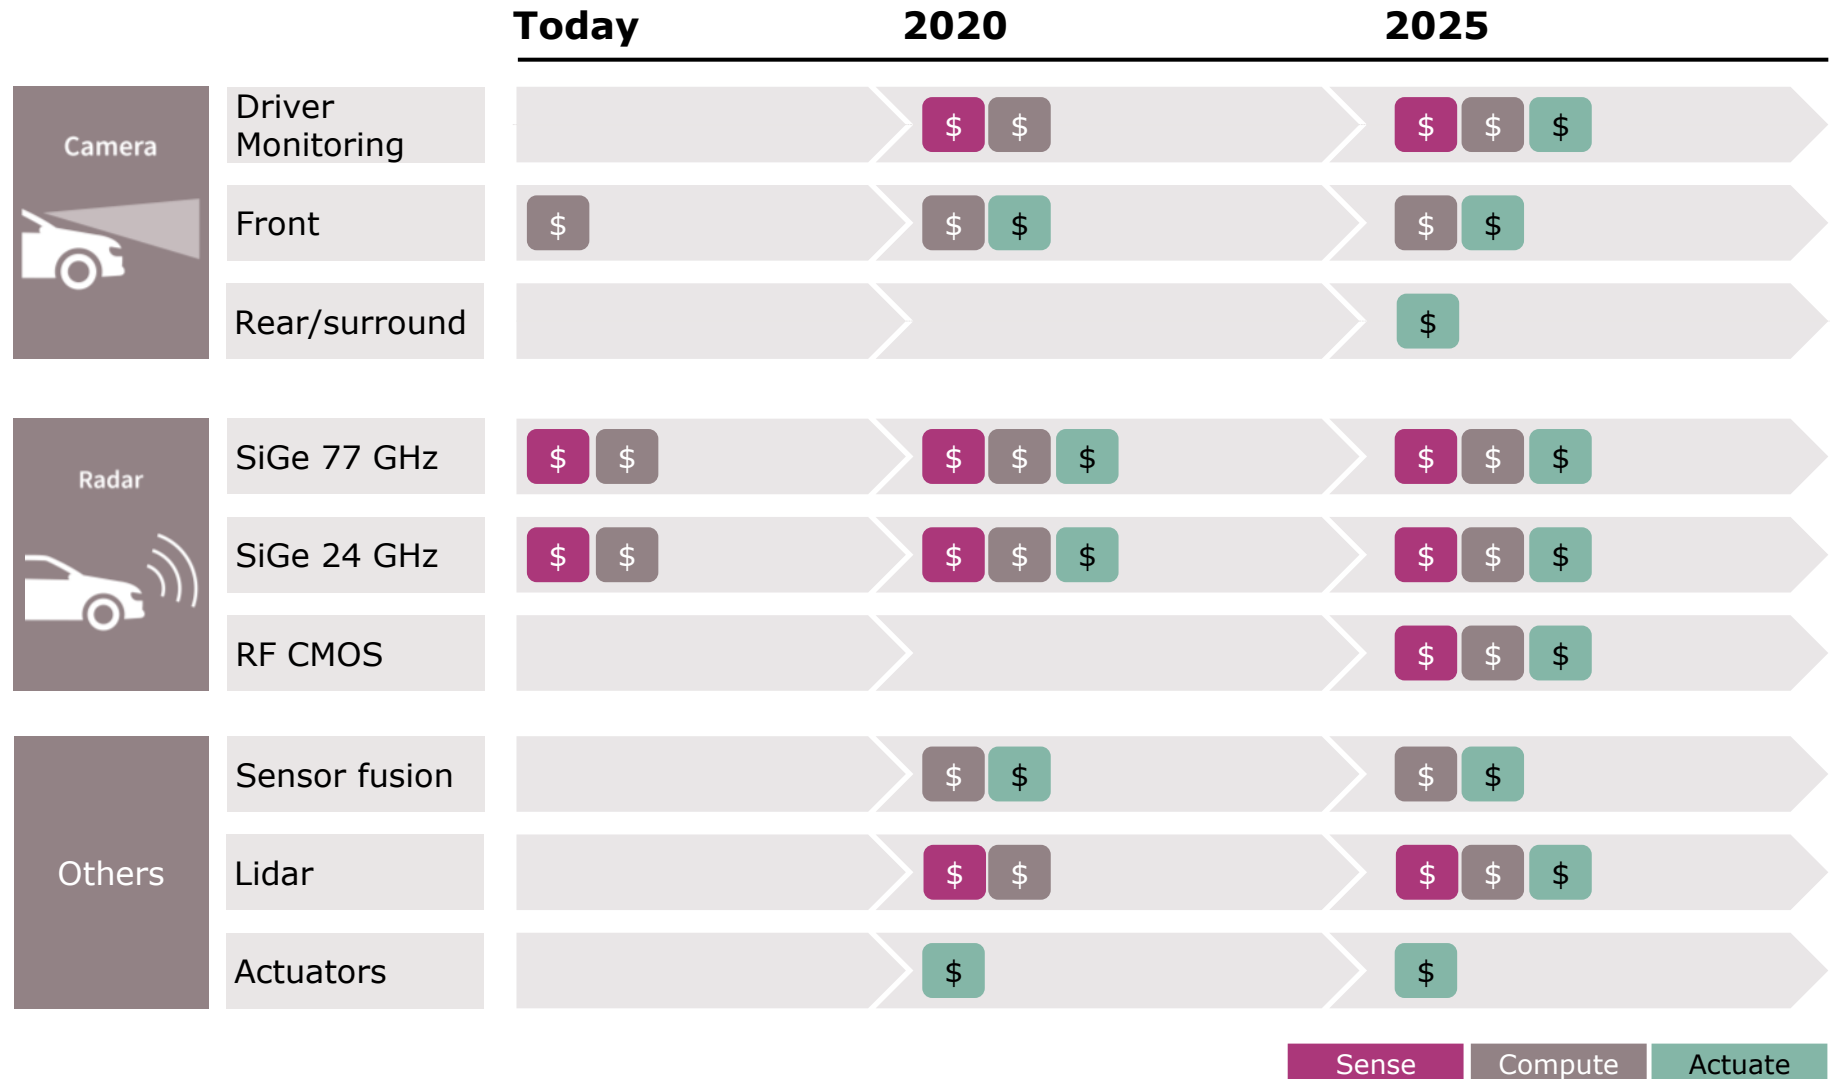 Today 2020 2025
Camera
Driver
Monitoring
$ $ $ $ $
Front
$ $ $ $ $
Rear/surround
$
Radar
SiGe 77 GHz
$ $ $ $ $ $ $ $
SiGe 24 GHz
$ $ $ $ $ $ $ $
RF CMOS
$ $ $
Others
Sensor fusion
$ $ $ $
Lidar
$ $ $ $ $
Actuators
$ $
Sense Compute Actuate